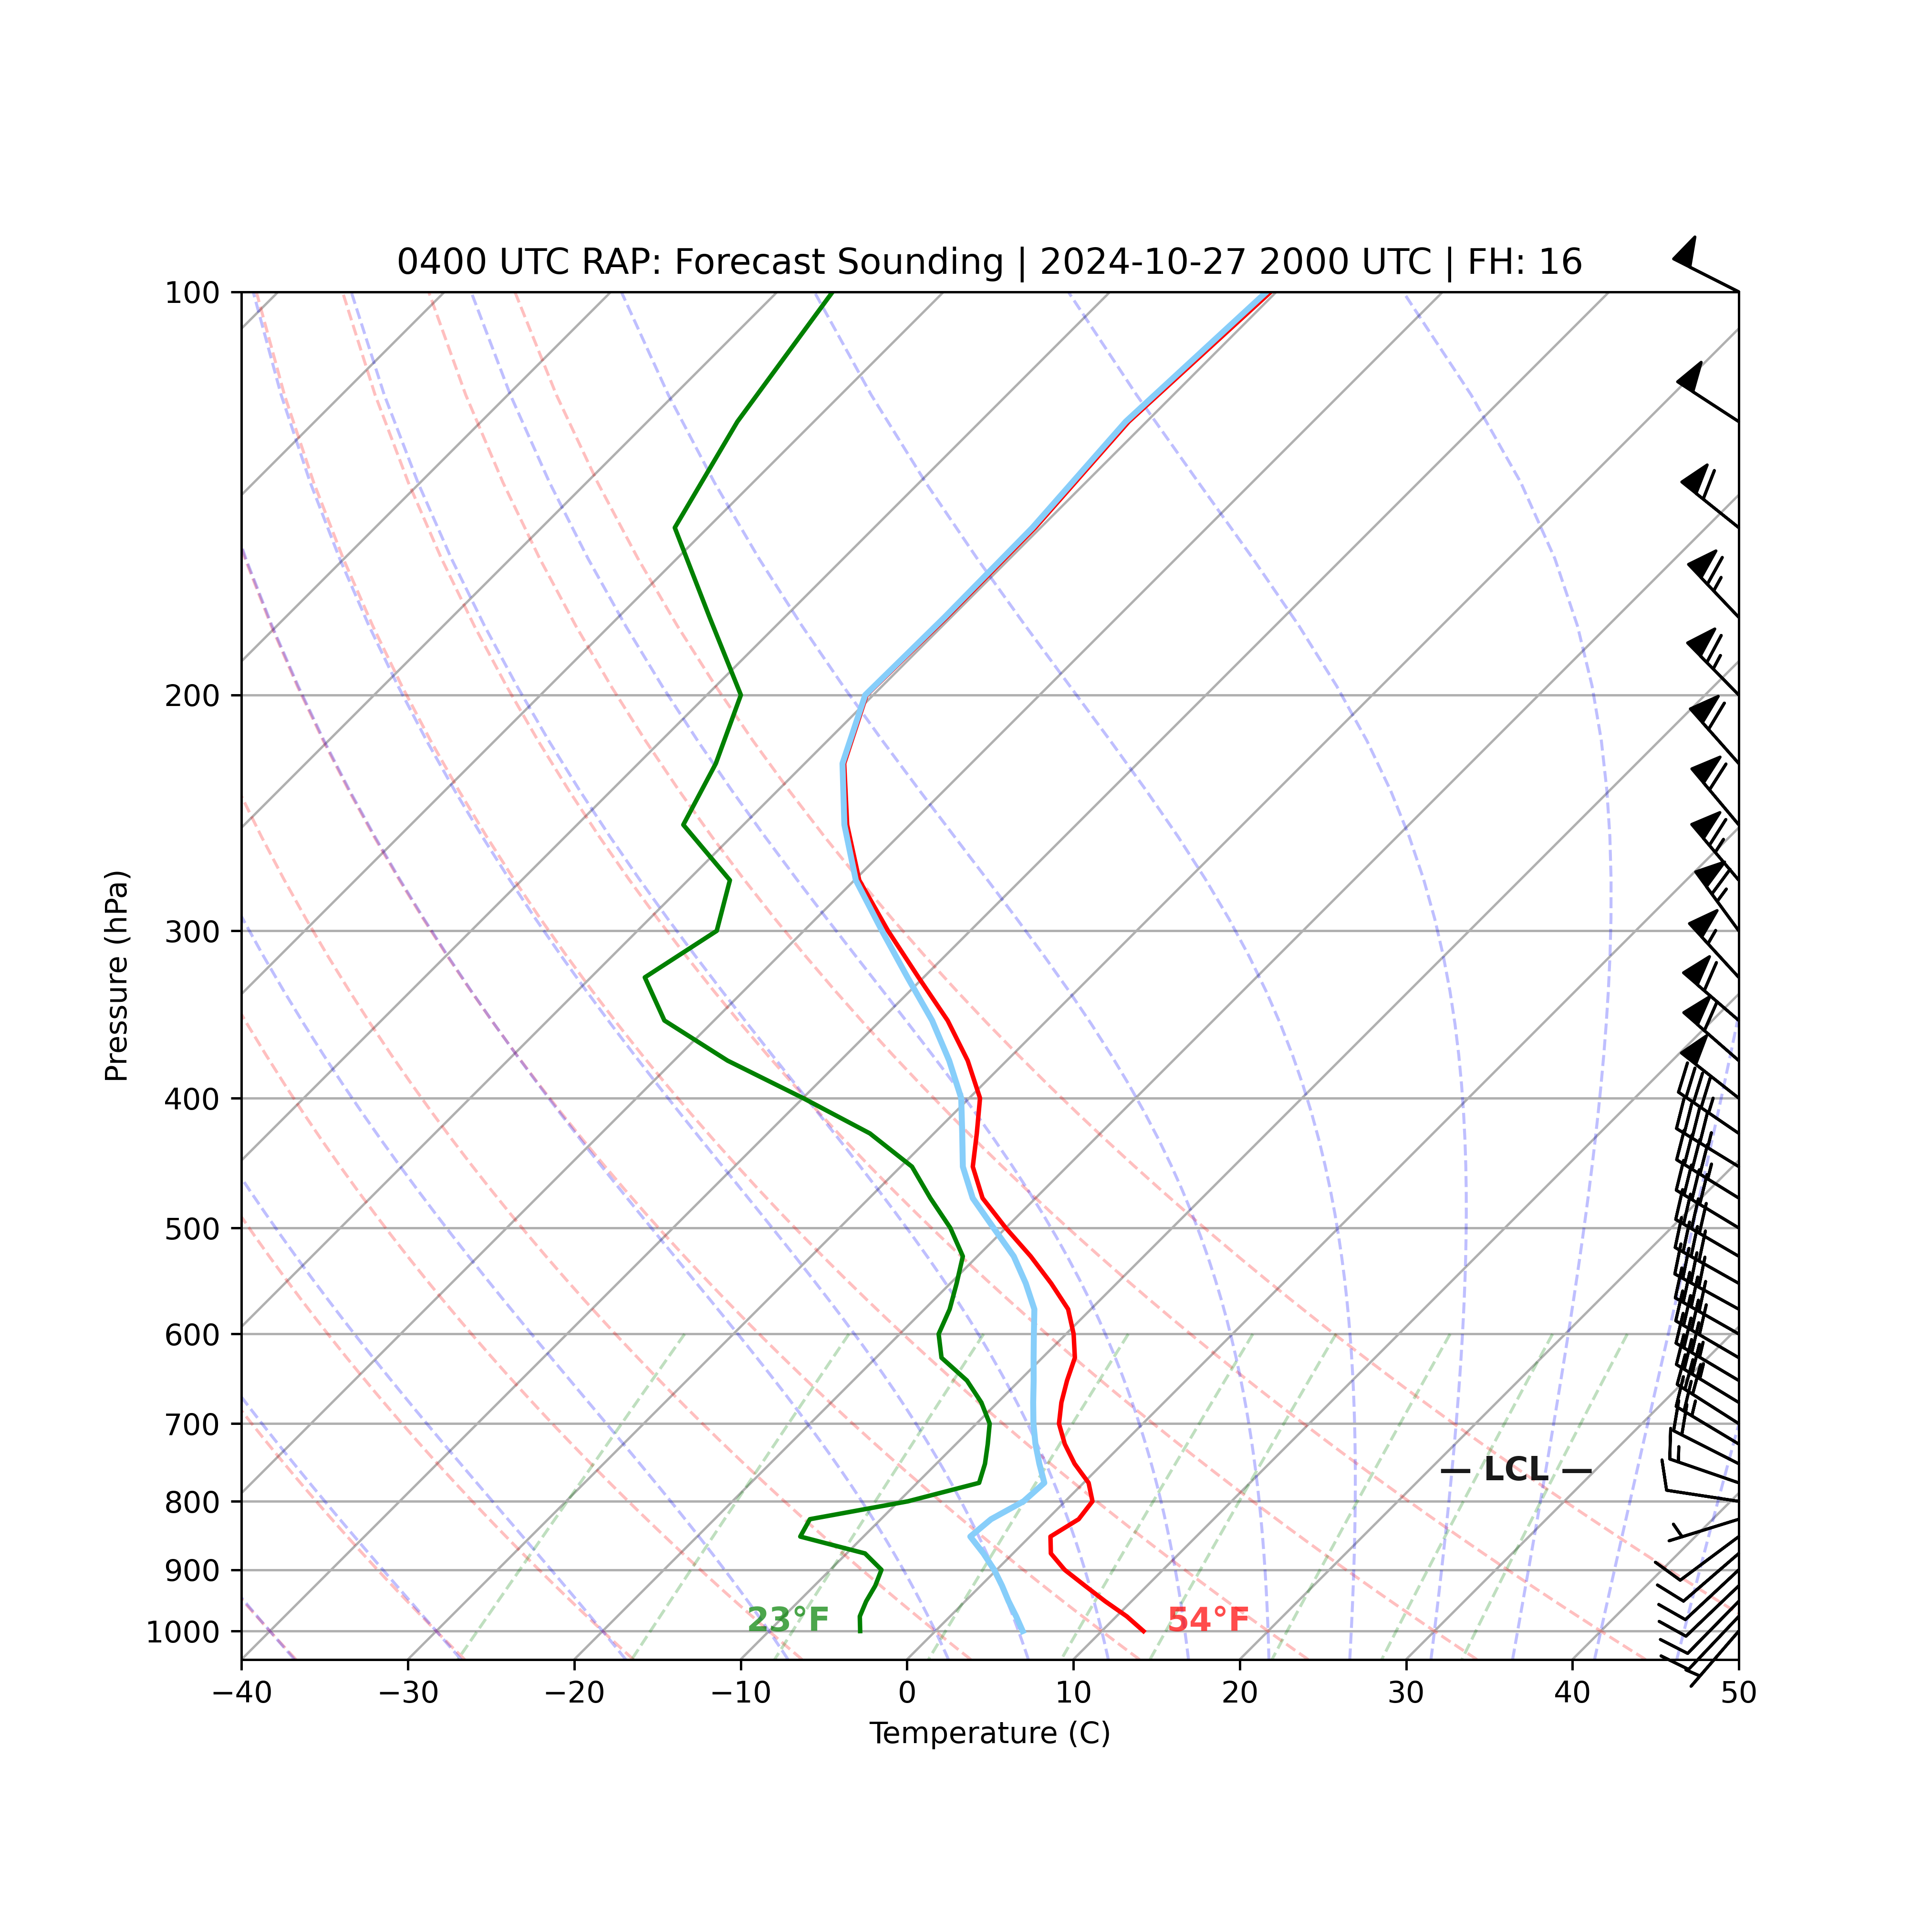 0400 UTC RAP: Forecast Sounding | 2024-10-27 2000 UTC | FH: 16
100
200
300
400
500
600
700
800
900
1000
Pressure (hPa)
— LCL —
23°F
54°F
−40 −30 −20 −10 0 10 20 30 40 50
Temperature (C)